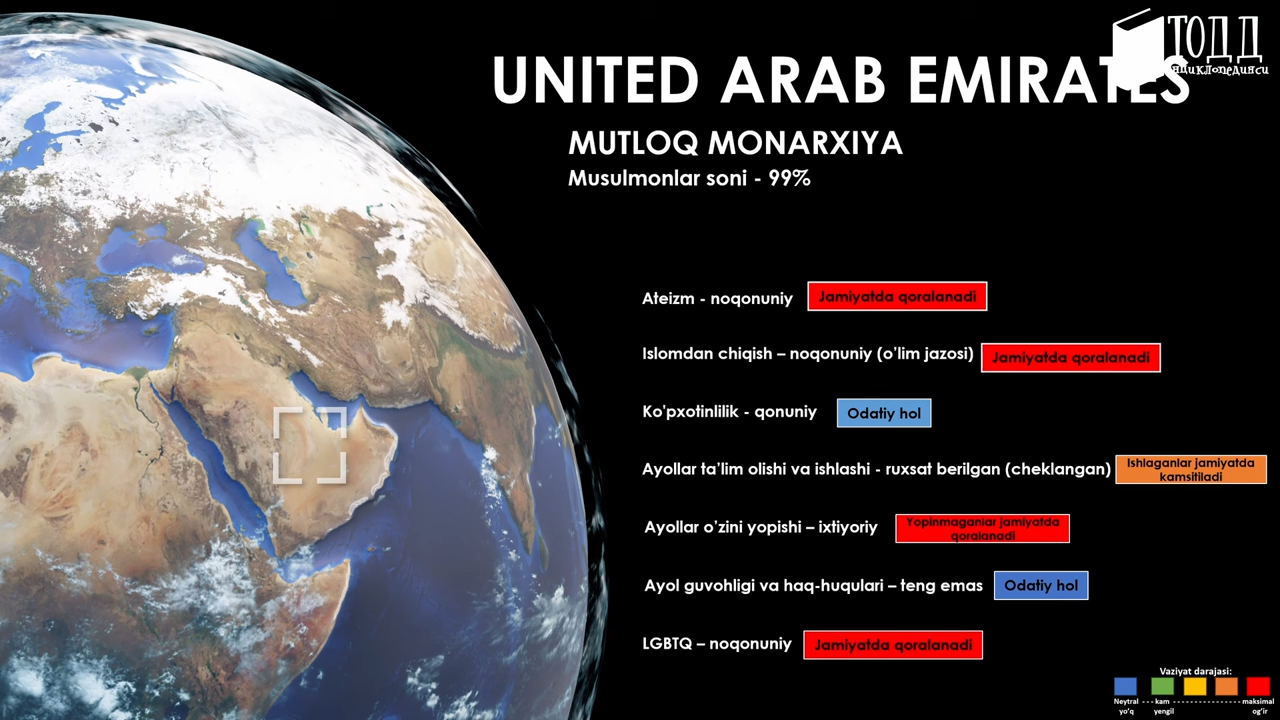 ТОДД
энциклопедияси
UNITED ARAB EMIRATES
MUTLOQ MONARXIYA
Musulmonlar soni - 99%
Ateizm - noqonuniy Jamiyatda qoralanadi
Islomdan chiqish – noqonuniy (o'lim jazosi) Jamiyatda qoralanadi
Ko'pxotinlilik - qonuniy Odatiy hol
Ayollar ta'lim olishi va ishlashi - ruxsat berilgan (cheklangan) Ishlaganlar jamiyatda
kamsitiladi
Ayollar o'zini yopishi – ixtiyoriy Yopinmaganlar jamiyatda
qoralanadi
Ayol guvohligi va haq-huqulari – teng emas Odatiy hol
LGBTQ – noqonuniy Jamiyatda qoralanadi
Vaziyat darajasi:
Neytral - - - kam - - - - - - - - - - - - - - - maksimal
yo'q yengil og'ir